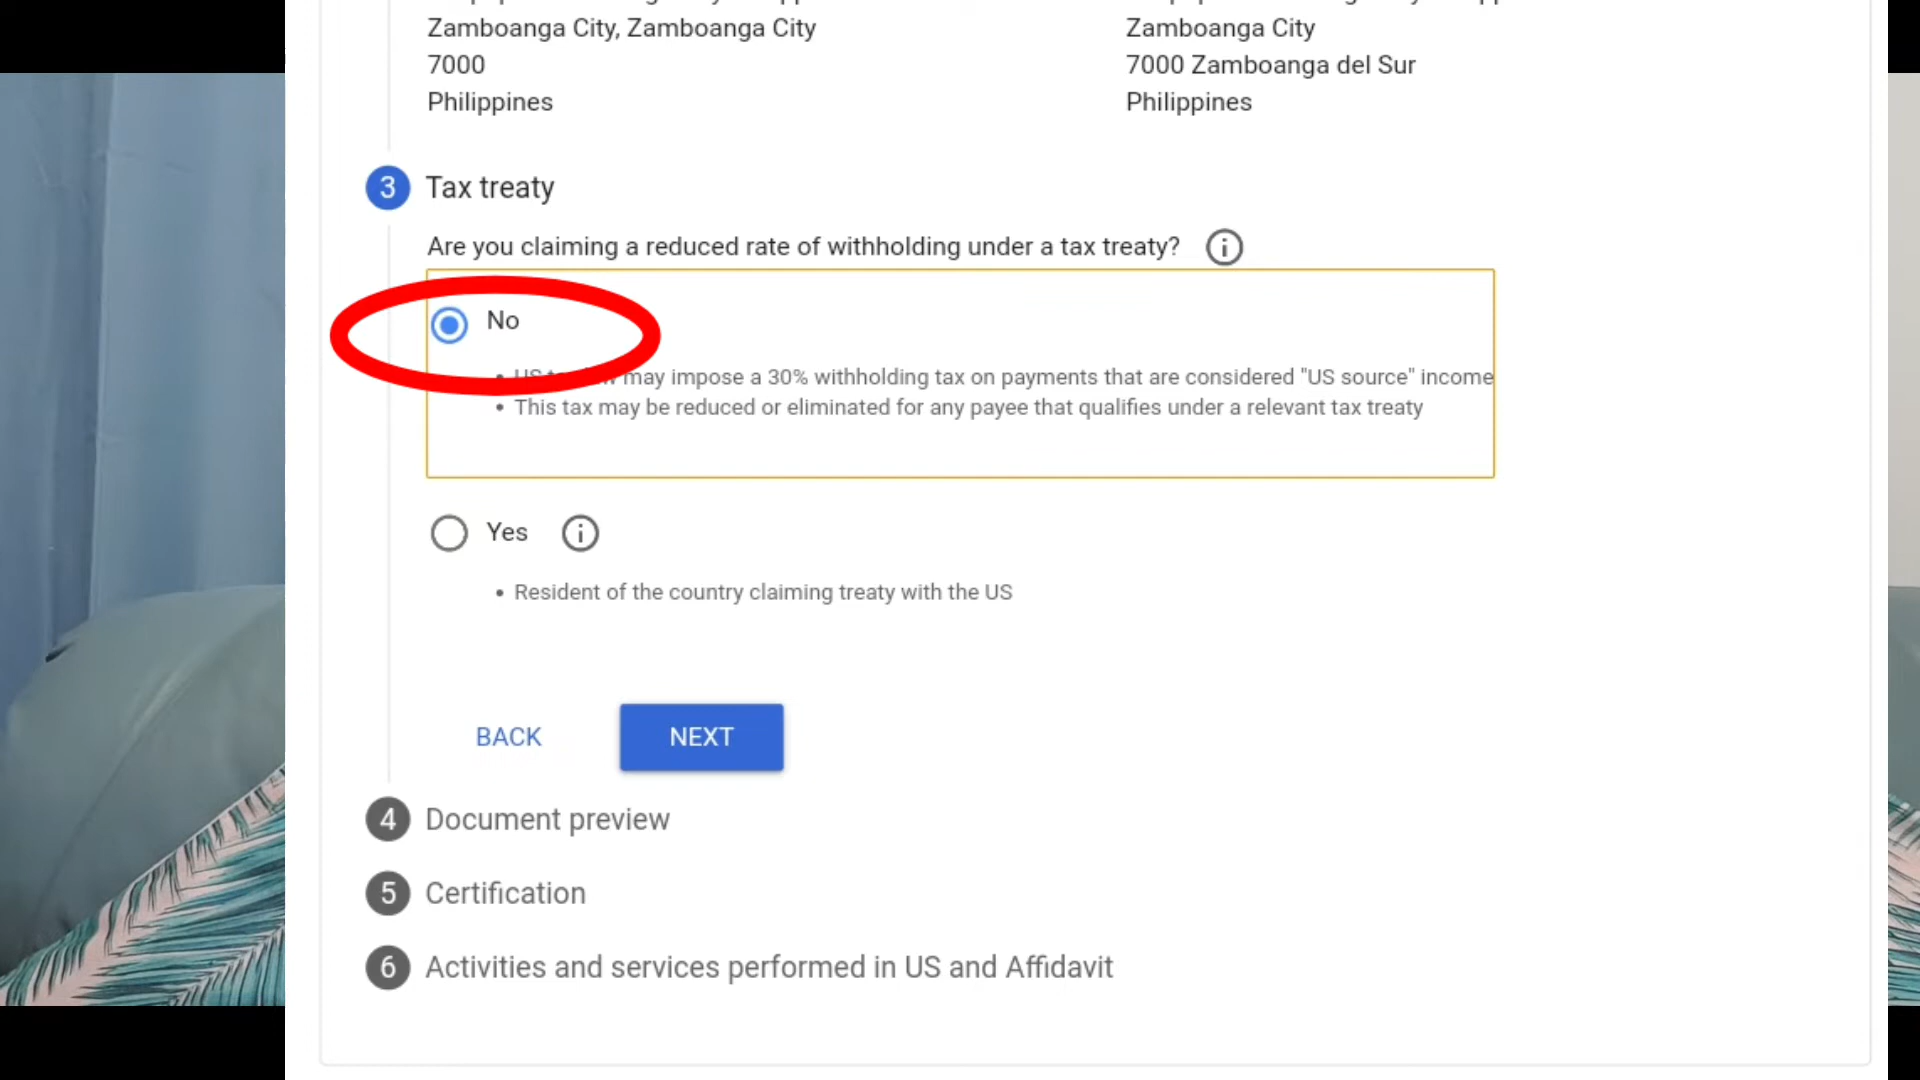 Zamboanga City, Zamboanga City
7000
Philippines
Zamboanga City
7000 Zamboanga del Sur
Philippines
3 Tax treaty
Are you claiming a reduced rate of withholding under a tax treaty?
No
• US may impose a 30% withholding tax on payments that are considered "US source" income
• This tax may be reduced or eliminated for any payee that qualifies under a relevant tax treaty
Yes
• Resident of the country claiming treaty with the US
BACK NEXT
4 Document preview
5 Certification
6 Activities and services performed in US and Affidavit